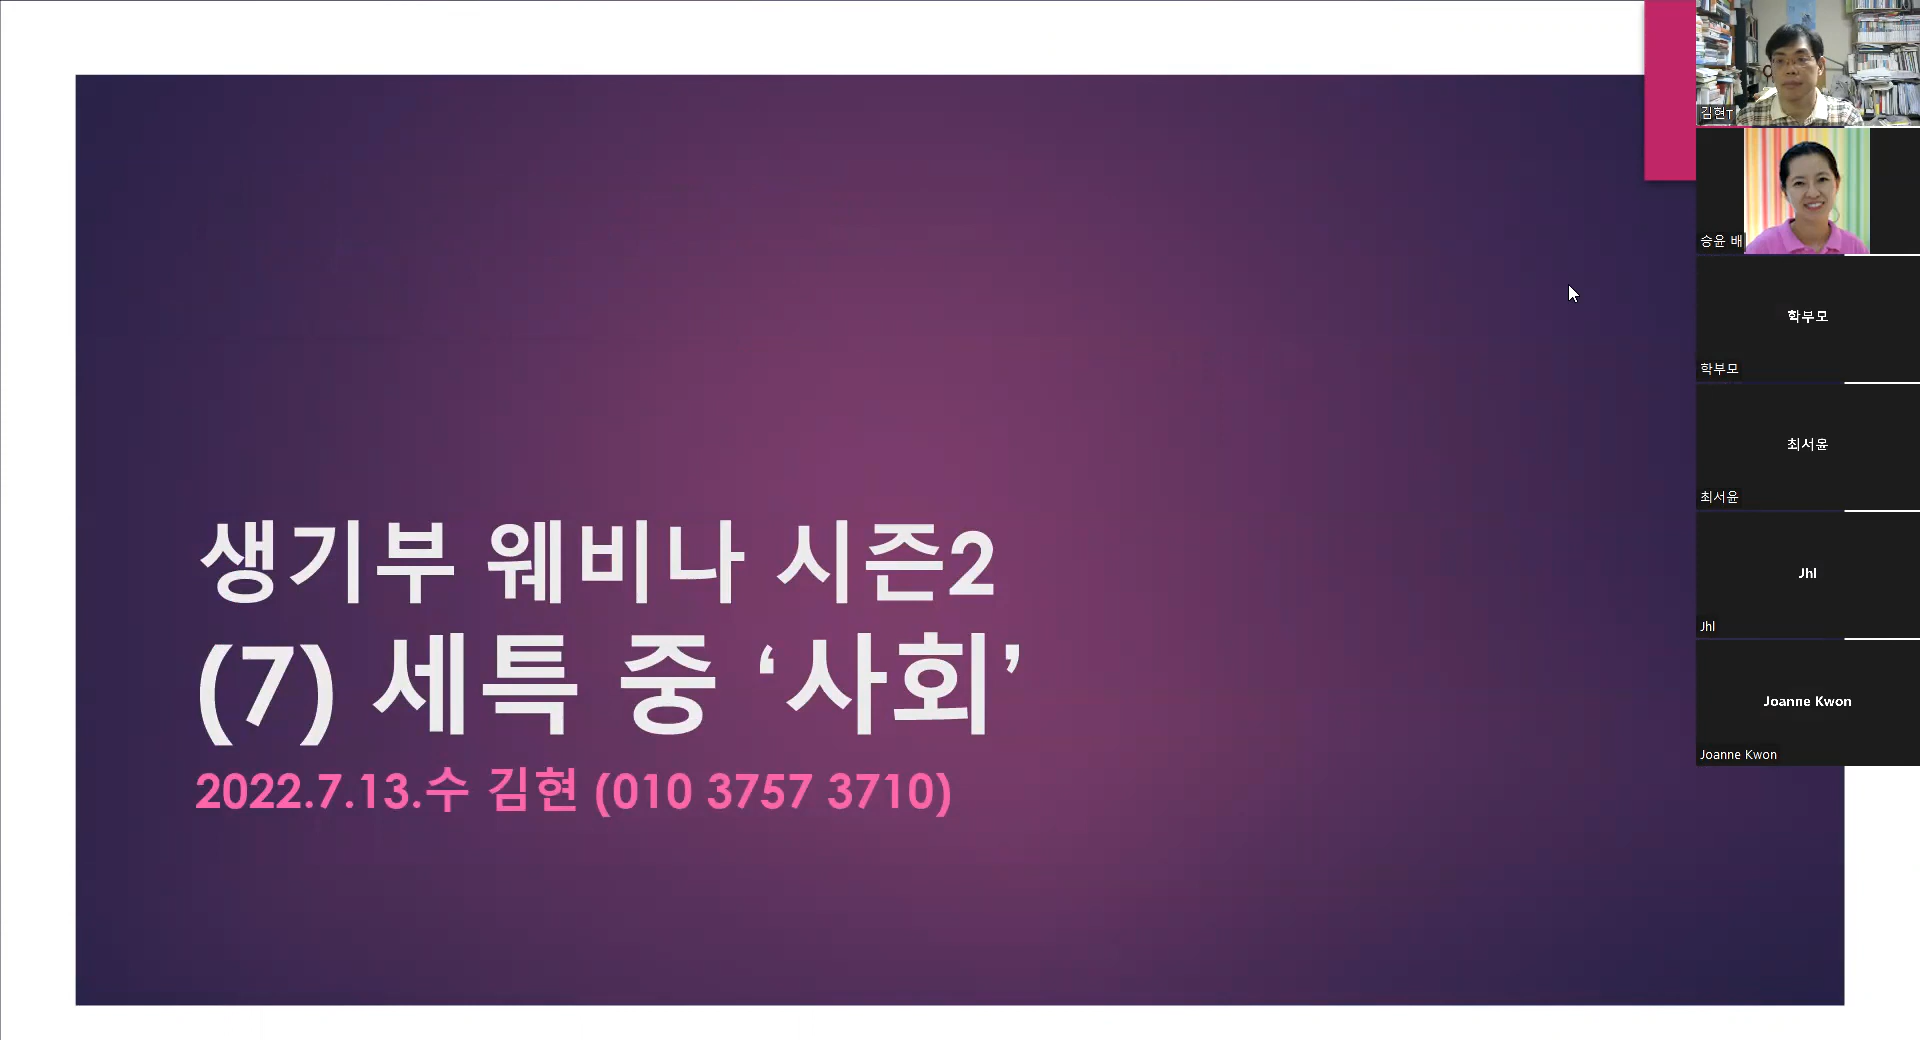 생기부 웨비나 시즌2
(7) 세특 중 ‘사회’
2022.7.13.수 김현 (010 3757 3710)
김현T
승윤 배
학부모
학부모
최서윤
최서윤
Jhl
Jhl
Joanne Kwon
Joanne Kwon